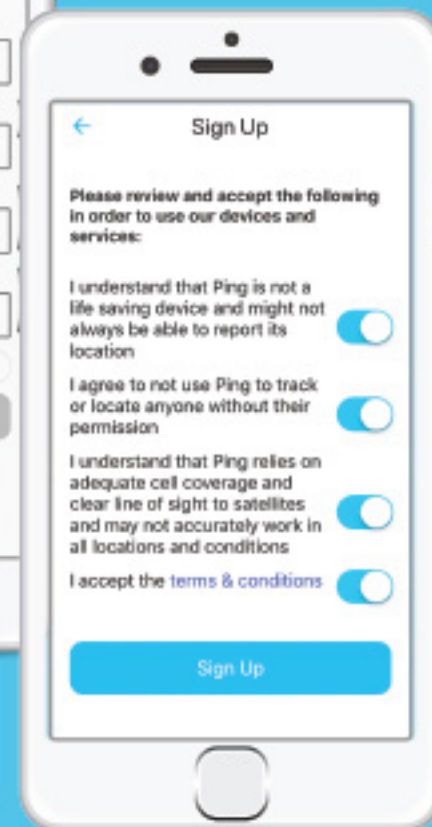 Sign Up
Please review and accept the following
in order to use our devices and
services:
I understand that Ping is not a
life saving device and might not
always be able to report its
location
I agree to not use Ping to track
or locate anyone without their
permission
I understand that Ping relies on
adequate cell coverage and
clear line of sight to satellites
and may not accurately work in
all locations and conditions
I accept the terms & conditions
Sign Up